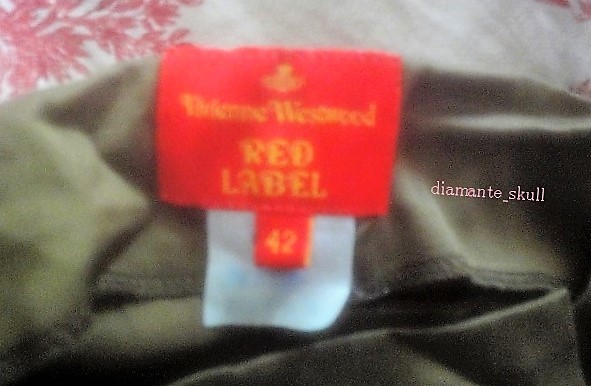 Vivienne Westwood
RED
LABEL
diamante_skull
42